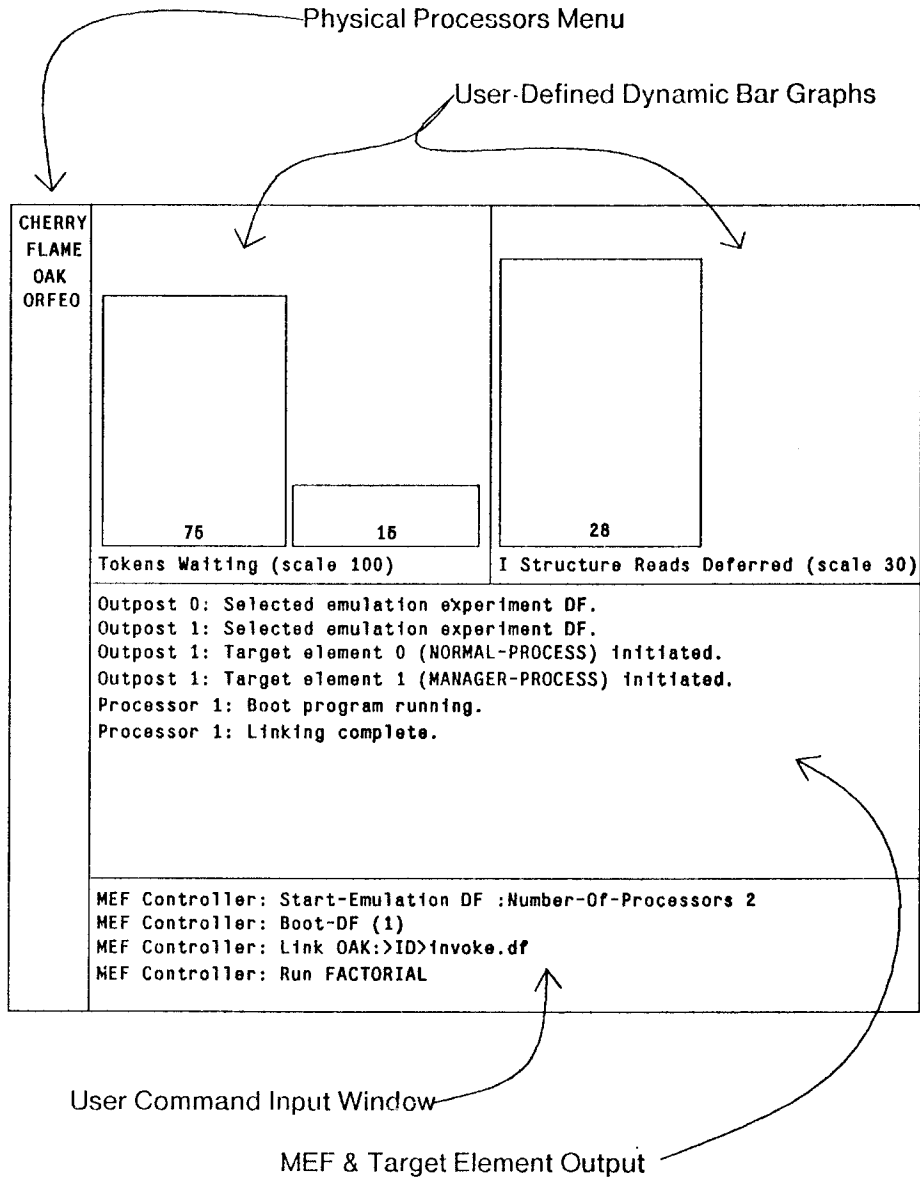 Physical Processors Menu
User-Defined Dynamic Bar Graphs
CHERRY
FLAME
OAK
ORFEO
75
15
28
Tokens Waiting (scale 100)
I Structure Reads Deferred (scale 30)
Outpost 0: Selected emulation experiment DF.
Outpost 1: Selected emulation experiment DF.
Outpost 1: Target element 0 (NORMAL-PROCESS) initiated.
Outpost 1: Target element 1 (MANAGER-PROCESS) initiated.
Processor 1: Boot program running.
Processor 1: Linking complete.
MEF Controller: Start-Emulation DF :Number-Of-Processors 2
MEF Controller: Boot-DF (1)
MEF Controller: Link OAK:>ID>invoke.df
MEF Controller: Run FACTORIAL
User Command Input Window
MEF & Target Element Output